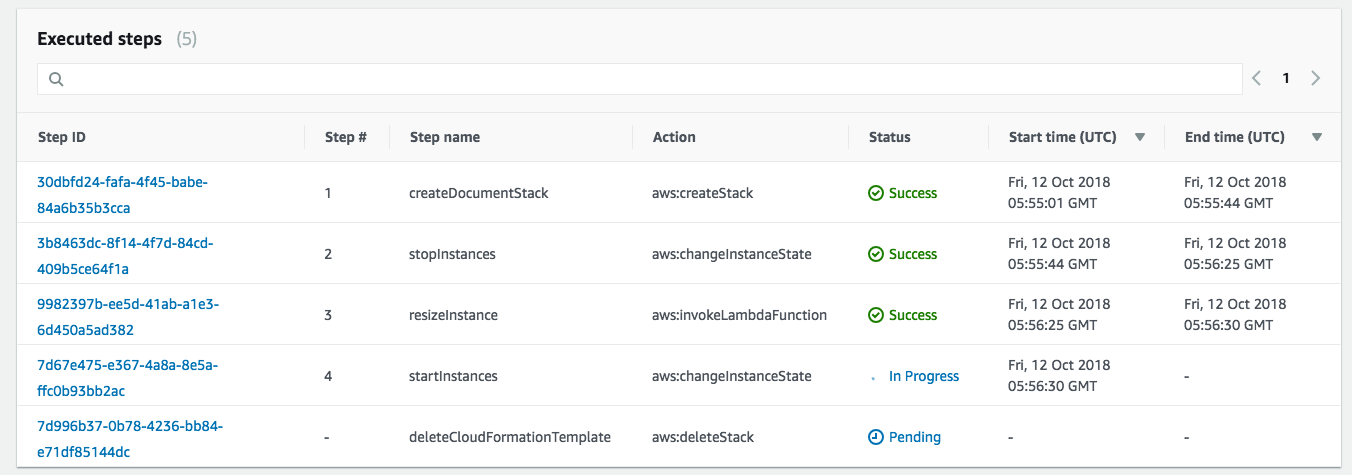 Executed steps (5)
1
Step ID Step # Step name Action Status Start time (UTC) End time (UTC)
30dbfd24-fafa-4f45-babe-
84a6b35b3cca
1 createDocumentStack aws:createStack Success
Fri, 12 Oct 2018
05:55:01 GMT
Fri, 12 Oct 2018
05:55:44 GMT
3b8463dc-8f14-4f7d-84cd-
409b5ce64f1a
2 stopInstances aws:changeInstanceState Success
Fri, 12 Oct 2018
05:55:44 GMT
Fri, 12 Oct 2018
05:56:25 GMT
9982397b-ee5d-41ab-a1e3-
6d450a5ad382
3 resizeInstance aws:invokeLambdaFunction Success
Fri, 12 Oct 2018
05:56:25 GMT
Fri, 12 Oct 2018
05:56:30 GMT
7d67e475-e367-4a8a-8e5a-
ffc0b93bb2ac
4 startInstances aws:changeInstanceState In Progress
Fri, 12 Oct 2018
05:56:30 GMT
-
7d996b37-0b78-4236-bb84-
e71df85144dc
- deleteCloudFormationTemplate aws:deleteStack Pending - -